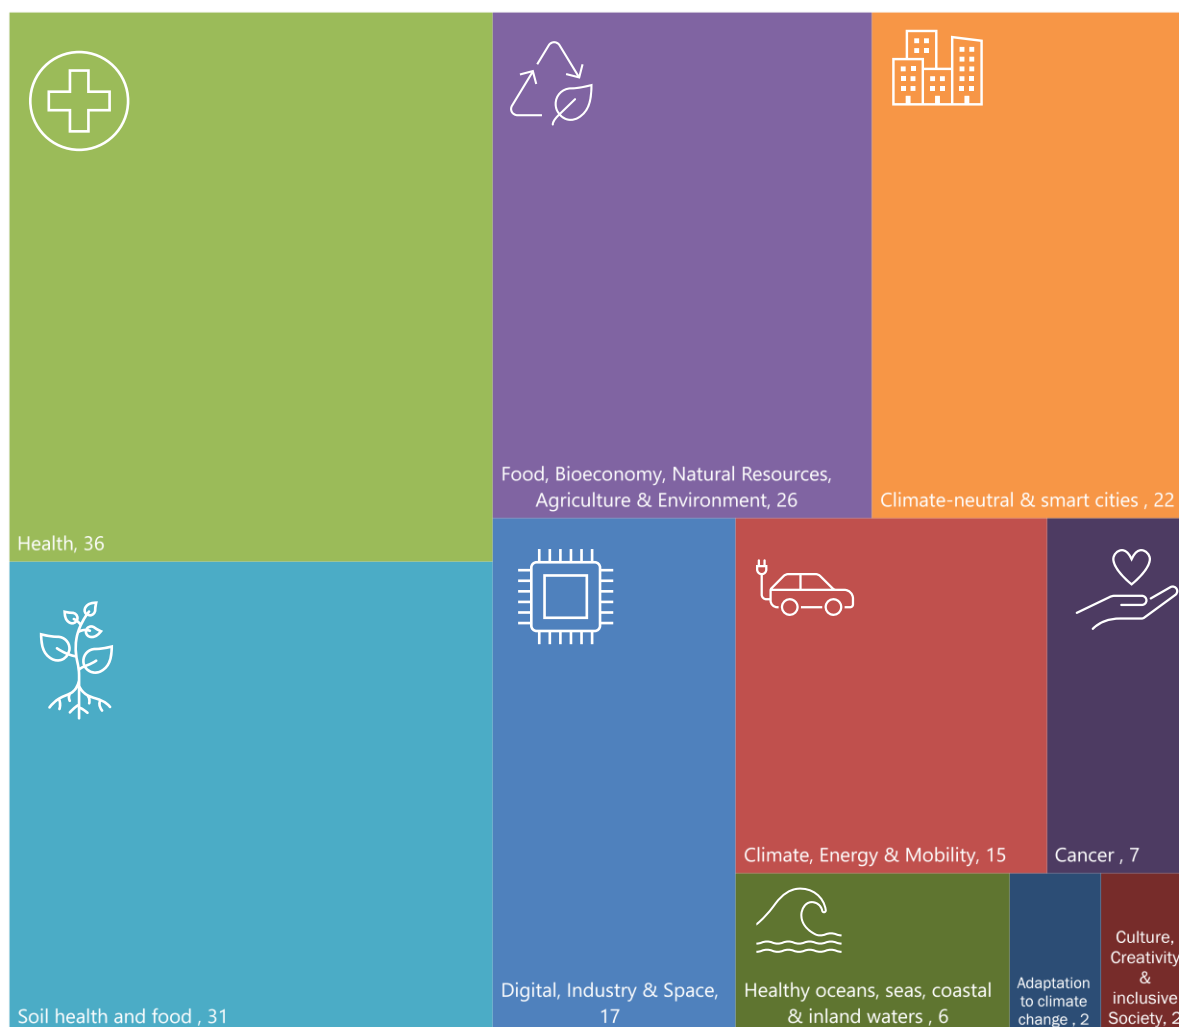 Health, 36
Food, Bioeconomy, Natural Resources,
Agriculture & Environment, 26
Climate-neutral & smart cities , 22
Soil health and food , 31
Digital, Industry & Space,
17
Climate, Energy & Mobility, 15
Cancer , 7
Healthy oceans, seas, coastal
& inland waters , 6
Adaptation
to climate
change , 2
Culture,
Creativity
&
inclusive
Society, 2